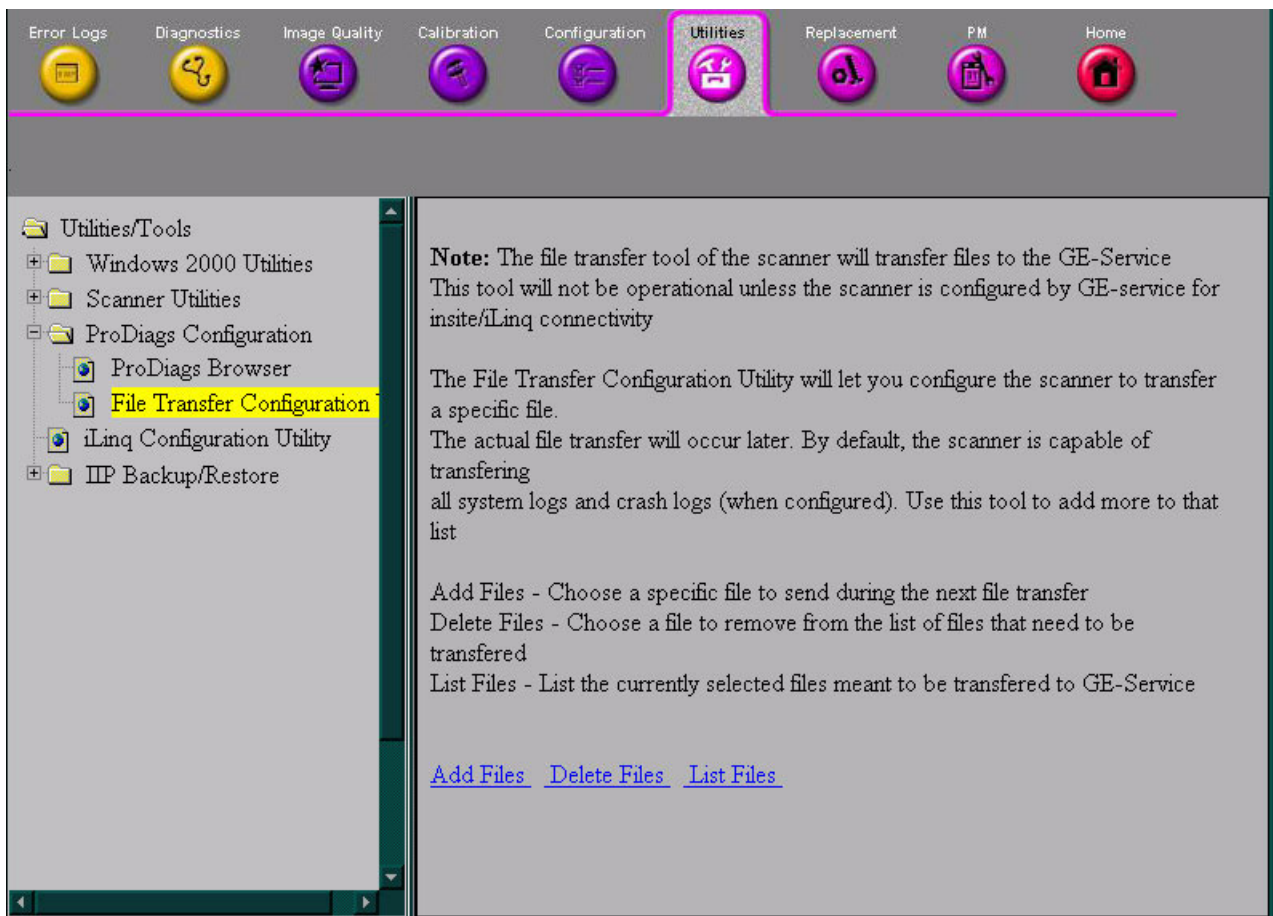 Error Logs Diagnostics Image Quality Calibration Configuration Utilities Replacement PM Home
Utilities/Tools
Windows 2000 Utilities
Scanner Utilities
ProDiags Configuration
ProDiags Browser
File Transfer Configuration
iLinq Configuration Utility
IIP Backup/Restore
Note: The file transfer tool of the scanner will transfer files to the GE-Service
This tool will not be operational unless the scanner is configured by GE-service for
insite/iLinq connectivity
The File Transfer Configuration Utility will let you configure the scanner to transfer
a specific file.
The actual file transfer will occur later. By default, the scanner is capable of
transfering
all system logs and crash logs (when configured). Use this tool to add more to that
list
Add Files - Choose a specific file to send during the next file transfer
Delete Files - Choose a file to remove from the list of files that need to be
transfered
List Files - List the currently selected files meant to be transfered to GE-Service
Add Files Delete Files List Files